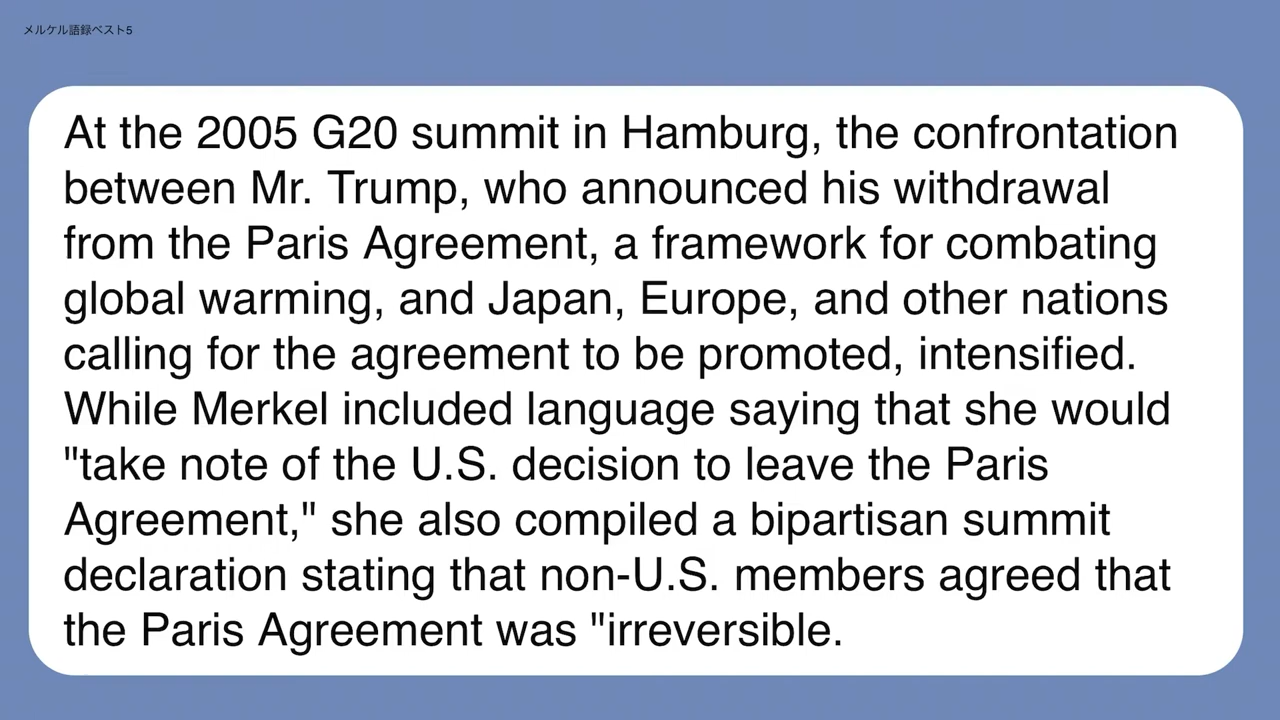 メルケル語録ベスト5
At the 2005 G20 summit in Hamburg, the confrontation
between Mr. Trump, who announced his withdrawal
from the Paris Agreement, a framework for combating
global warming, and Japan, Europe, and other nations
calling for the agreement to be promoted, intensified.
While Merkel included language saying that she would
"take note of the U.S. decision to leave the Paris
Agreement," she also compiled a bipartisan summit
declaration stating that non-U.S. members agreed that
the Paris Agreement was "irreversible.